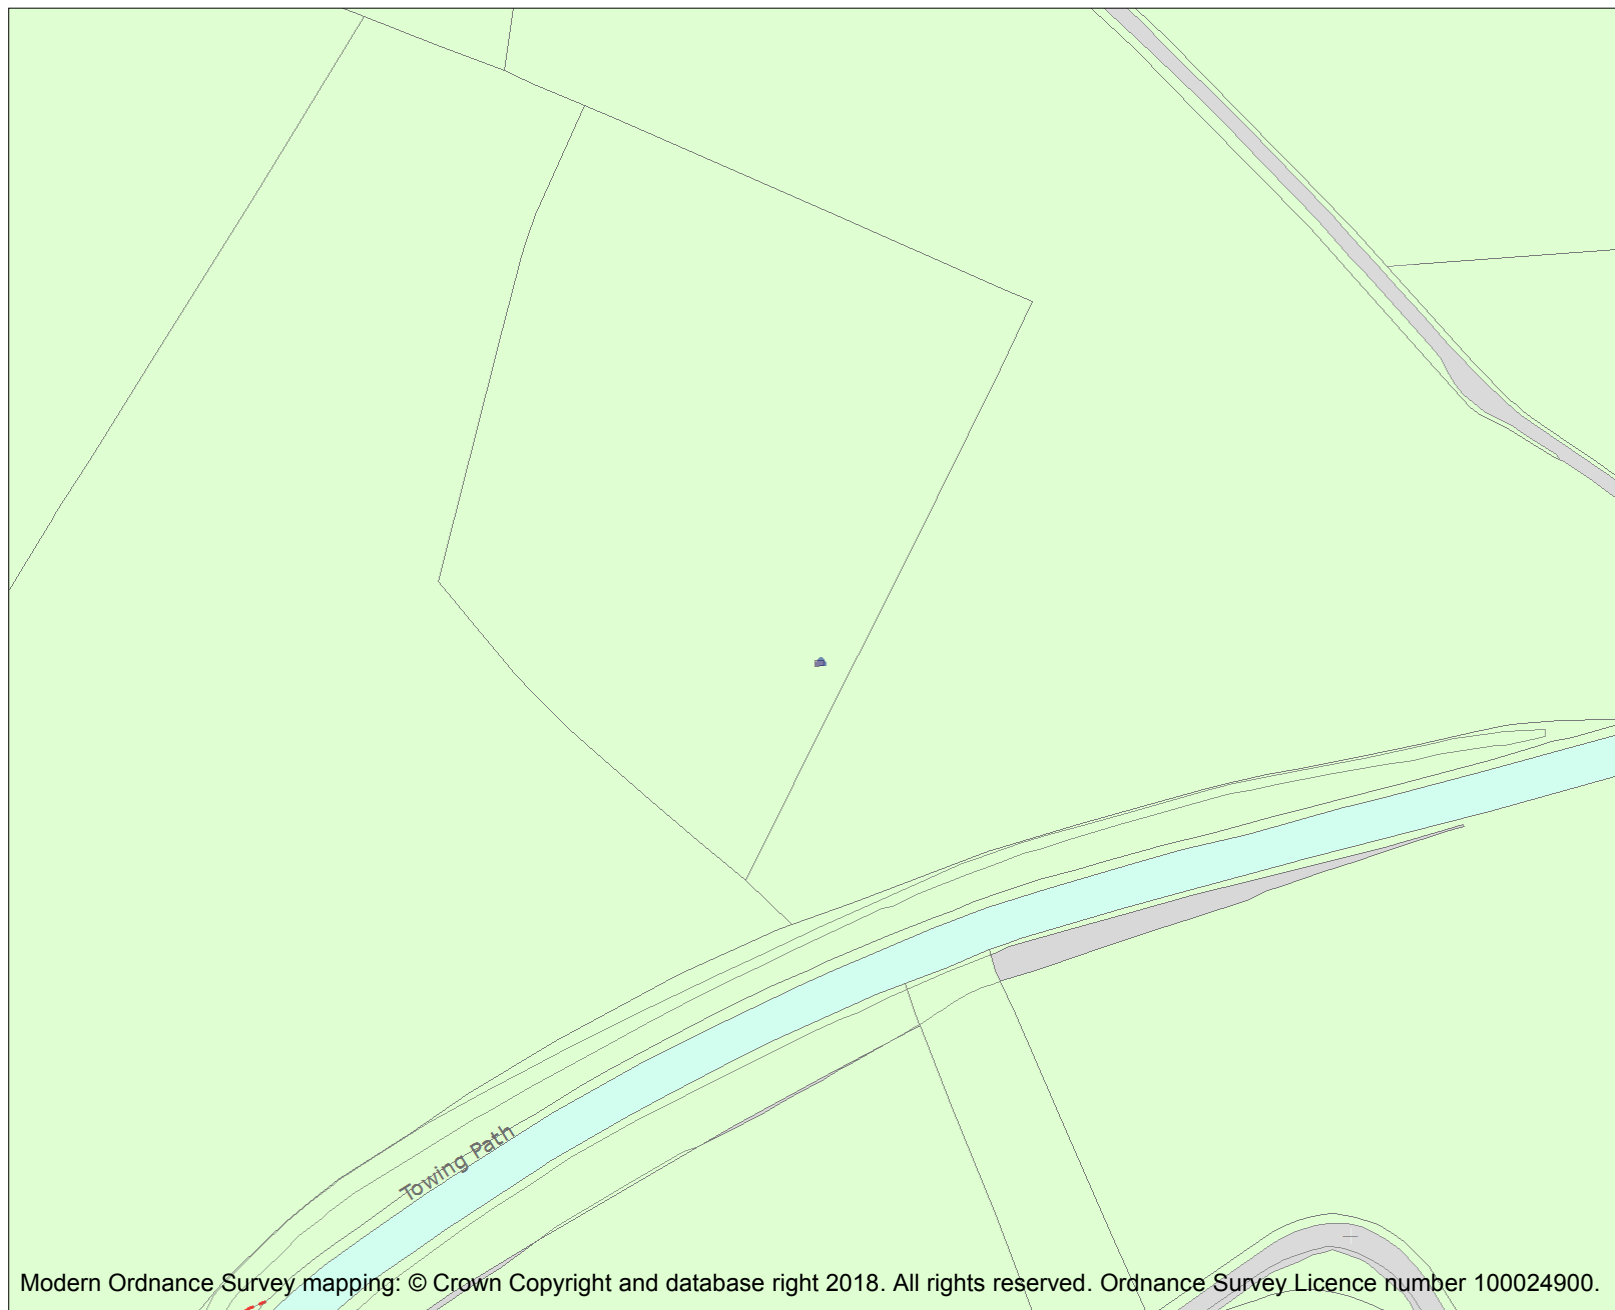 Towing Path
Modern Ordnance Survey mapping: © Crown Copyright and database right 2018. All rights reserved. Ordnance Survey Licence number 100024900.